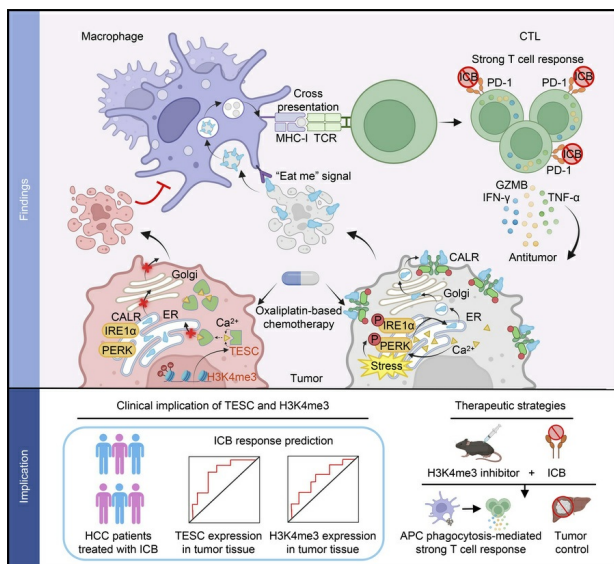 Findings
Macrophage
CTL
Strong T cell response
ICB
ICB
PD-1
PD-1
Cross
presentation
MHC-I
TCR
ICB
PD-1
"Eat me" signal
GZMB
IFN-γ
TNF-α
Antitumor
Golgi
CALR
ER
IRE1α
PERK
Ca2+
TESC
H3K4me3
Oxaliplatin-based
chemotherapy
Tumor
CALR
Golgi
P
IRE1α
ER
P
PERK
Ca2+
Stress
Implication
Clinical implication of TESC and H3K4me3
ICB response prediction
HCC patients
treated with ICB
TESC expression
in tumor tissue
H3K4me3 expression
in tumor tissue
Therapeutic strategies
H3K4me3 inhibitor
+
ICB
APC phagocytosis-mediated
strong T cell response
Tumor
control